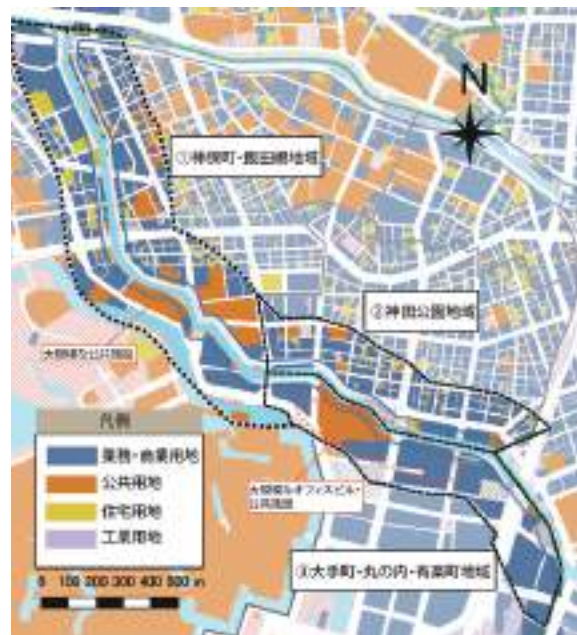 N
①神保町・飯田橋地域
②神田公園地域
大規模な公共施設
凡例
業務・商業用地
公共用地
住宅用地
工業用地
0 100 200 300 400 500 m
大規模なオフィスビル・
公共施設
③大手町・丸の内・有楽町地域